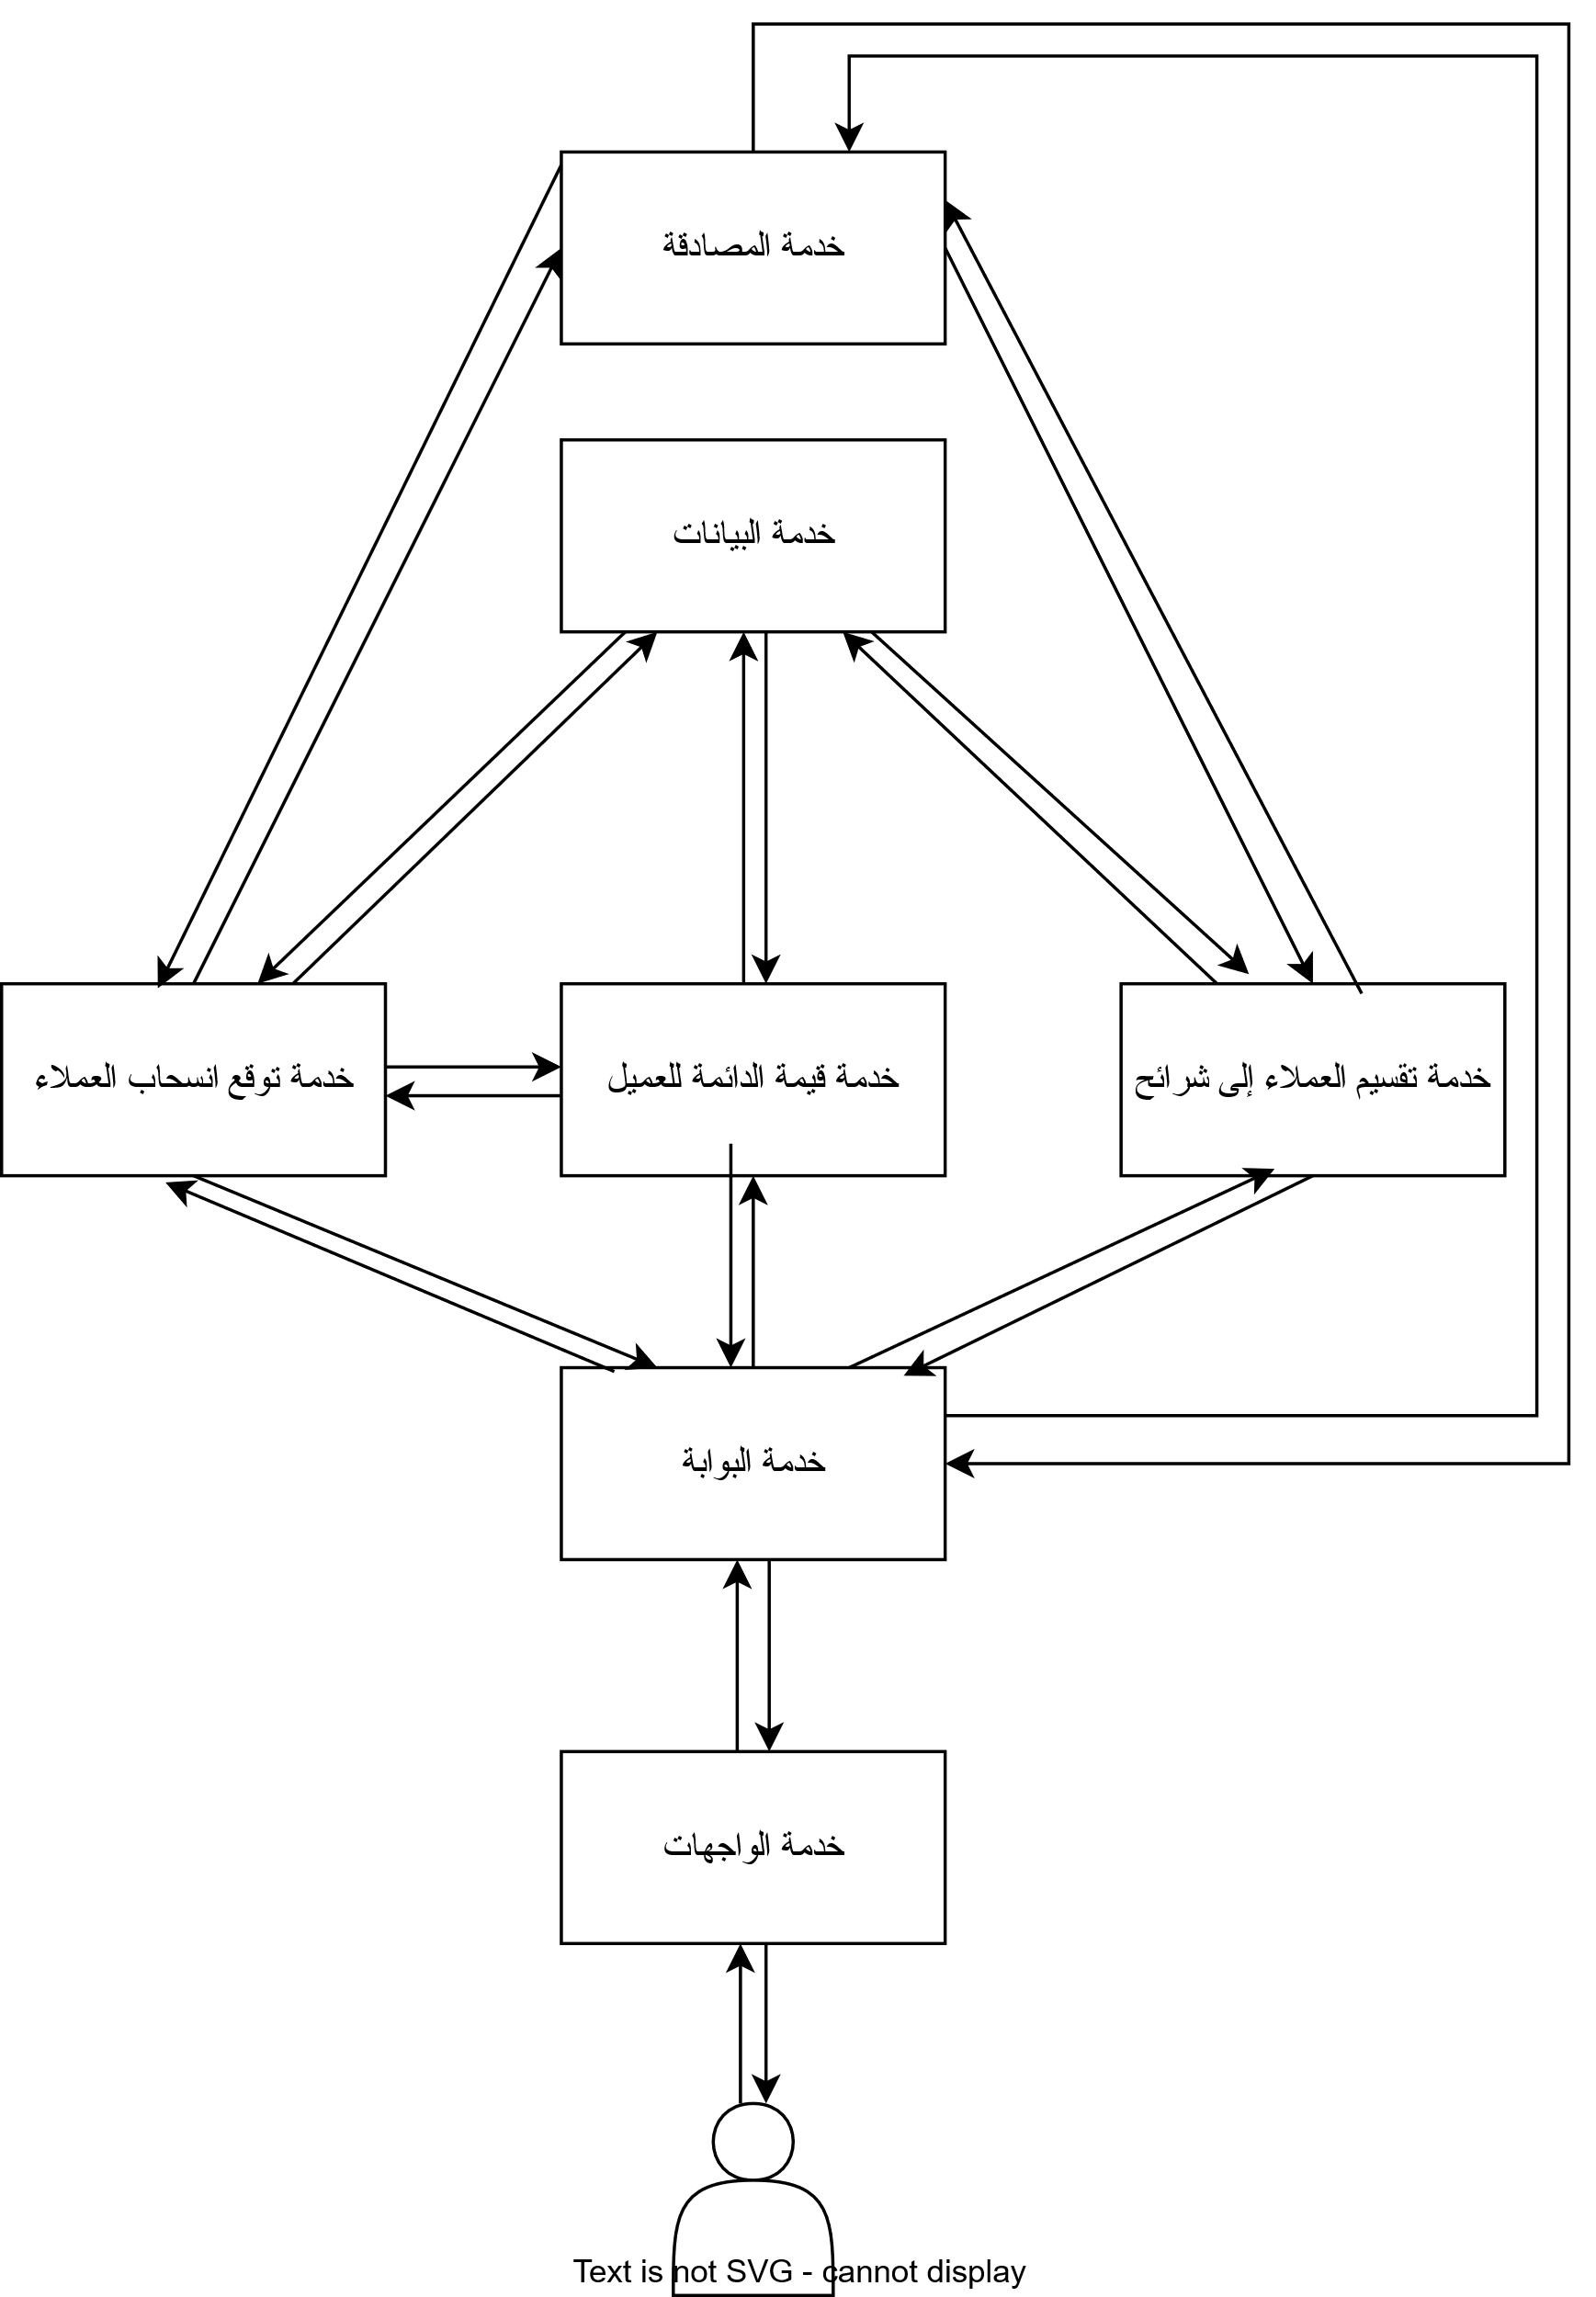 خدمة المصادقة
خدمة البيانات
خدمة تقسيم العملاء إلى شرائح
خدمة قيمة الدائمة للعميل
خدمة توقع انسحاب العملاء
خدمة البوابة
خدمة الواجهات
Text is not SVG - cannot display